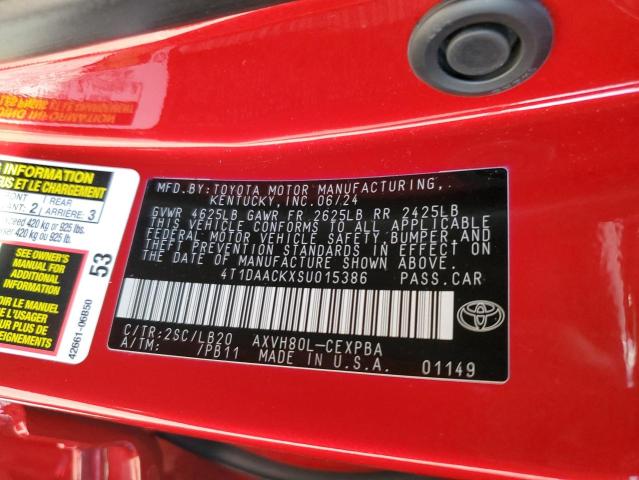 MFD.BY:TOYOTA MOTOR MANUFACTURING,.
KENTUCKY,INC.06/24
GVWR 4625LB GAWR FR 2625LB RR 2425LB
THIS VEHICLE CONFORMS TO ALL APPLICABLE
FEDERAL MOTOR VEHICLE SAFETY,BUMPER,AND
THEFT PREVENTION STANDARDS IN EFFECT ON
THE DATE OF MANUFACTURE SHOWN ABOVE.
4T1DAACKXSU015386 PASS.CAR
C/TR:2SC/LB20 AXVH80L-CEXPBA
A/TM: /PB11 MADE IN U.S.A. 01149
TOYOTA
INFORMATION
US ET LE CHARGEMENT
2
REAR
ARRIÈRE 3
exceed 420 kg or 925 lbs.
420 kg ou 925 lb.
53
SEE OWNER'S
MANUAL FOR
ADDITIONAL
INFORMATION
LE MANUEL
L'USAGER
DE
SEIGNEMENTS
42661-06B50